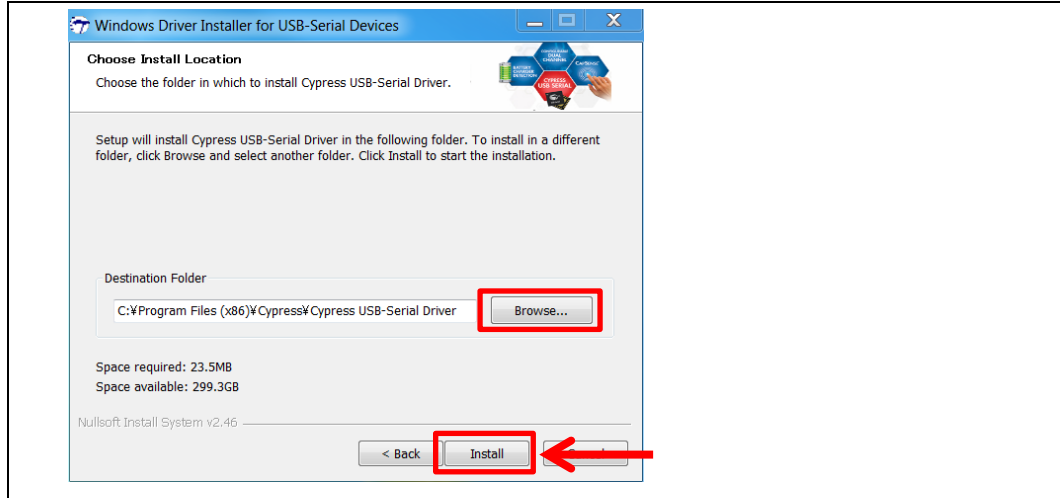 Windows Driver Installer for USB-Serial Devices
Choose Install Location
Choose the folder in which to install Cypress USB-Serial Driver.
CYPRESS
USB SERIAL
Setup will install Cypress USB-Serial Driver in the following folder. To install in a different
folder, click Browse and select another folder. Click Install to start the installation.
Destination Folder
C:¥Program Files (x86)¥Cypress¥Cypress USB-Serial Driver
Browse...
Space required: 23.5MB
Space available: 299.3GB
Nullsoft Install System v2.46
< Back
Install